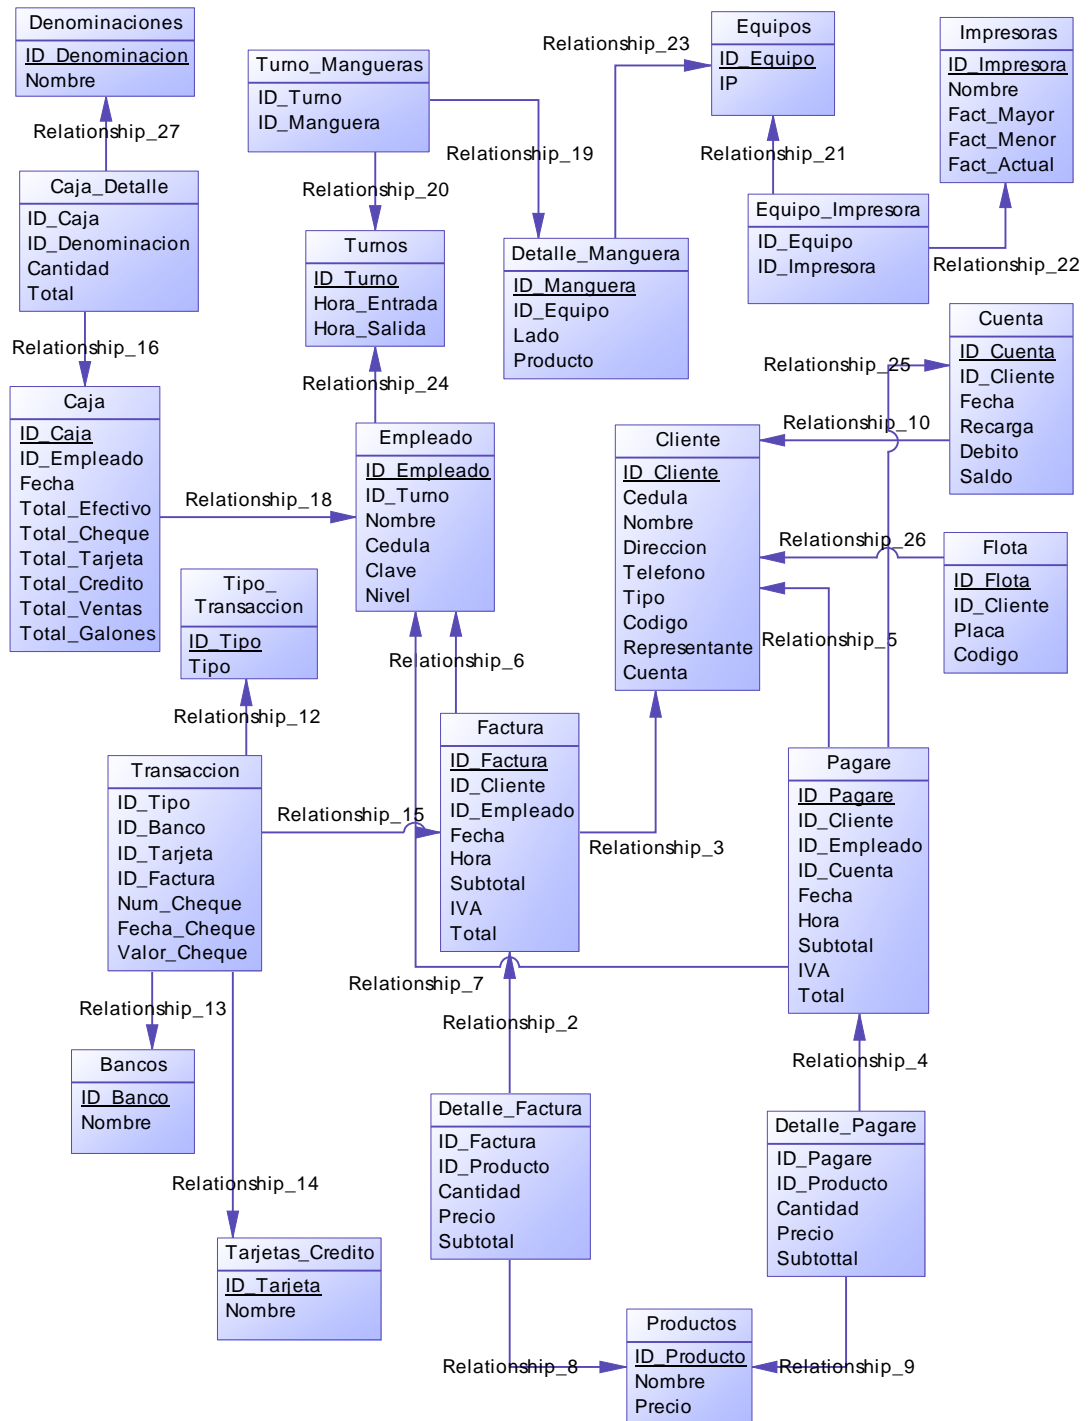 Denominaciones
ID_Denominacion
Nombre
Relationship_27
Caja_Detalle
ID_Caja
ID_Denominacion
Cantidad
Total
Relationship_16
Caja
ID_Caja
ID_Empleado
Fecha
Total_Efectivo
Total_Cheque
Total_Tarjeta
Total_Credito
Total_Ventas
Total_Galones
Turno_Mangueras
ID_Turno
ID_Manguera
Relationship_20
Relationship_19
Turnos
ID_Turno
Hora_Entrada
Hora_Salida
Relationship_24
Relationship_23
Equipos
ID_Equipo
IP
Relationship_21
Impresoras
ID_Impresora
Nombre
Fact_Mayor
Fact_Menor
Fact_Actual
Equipo_Impresora
ID_Equipo
ID_Impresora
Relationship_22
Detalle_Manguera
ID_Manguera
ID_Equipo
Lado
Producto
Cuenta
ID_Cuenta
ID_Cliente
Fecha
Recarga
Debito
Saldo
Relationship_25
Relationship_10
Relationship_18
Empleado
ID_Empleado
ID_Turno
Nombre
Cedula
Clave
Nivel
Cliente
ID_Cliente
Cedula
Nombre
Direccion
Telefono
Tipo
Codigo
Representante
Cuenta
Relationship_26
Flota
ID_Flota
ID_Cliente
Placa
Codigo
Relationship_5
Relationship_6
Tipo_
Transaccion
ID_Tipo
Tipo
Relationship_12
Transaccion
ID_Tipo
ID_Banco
ID_Tarjeta
ID_Factura
Num_Cheque
Fecha_Cheque
Valor_Cheque
Relationship_15
Factura
ID_Factura
ID_Cliente
ID_Empleado
Fecha
Hora
Subtotal
IVA
Total
Relationship_3
Pagare
ID_Pagare
ID_Cliente
ID_Empleado
ID_Cuenta
Fecha
Hora
Subtotal
IVA
Total
Relationship_7
Relationship_2
Relationship_4
Relationship_13
Bancos
ID_Banco
Nombre
Relationship_14
Tarjetas_Credito
ID_Tarjeta
Nombre
Detalle_Factura
ID_Factura
ID_Producto
Cantidad
Precio
Subtotal
Detalle_Pagare
ID_Pagare
ID_Producto
Cantidad
Precio
Subtottal
Relationship_8
Relationship_9
Productos
ID_Producto
Nombre
Precio